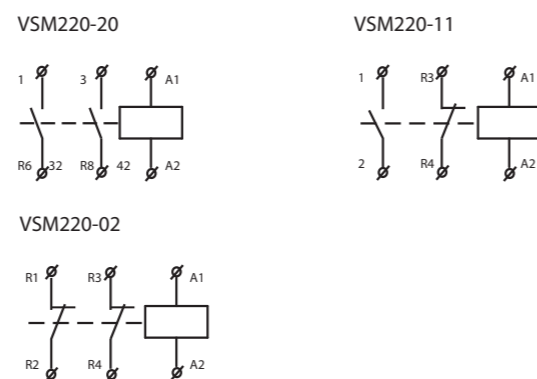 VSM220-20
VSM220-11
1 3 A1
R6 32 R8 42 A2
1 R3 A1
2 R4 A2
VSM220-02
R1 R3 A1
R2 R4 A2